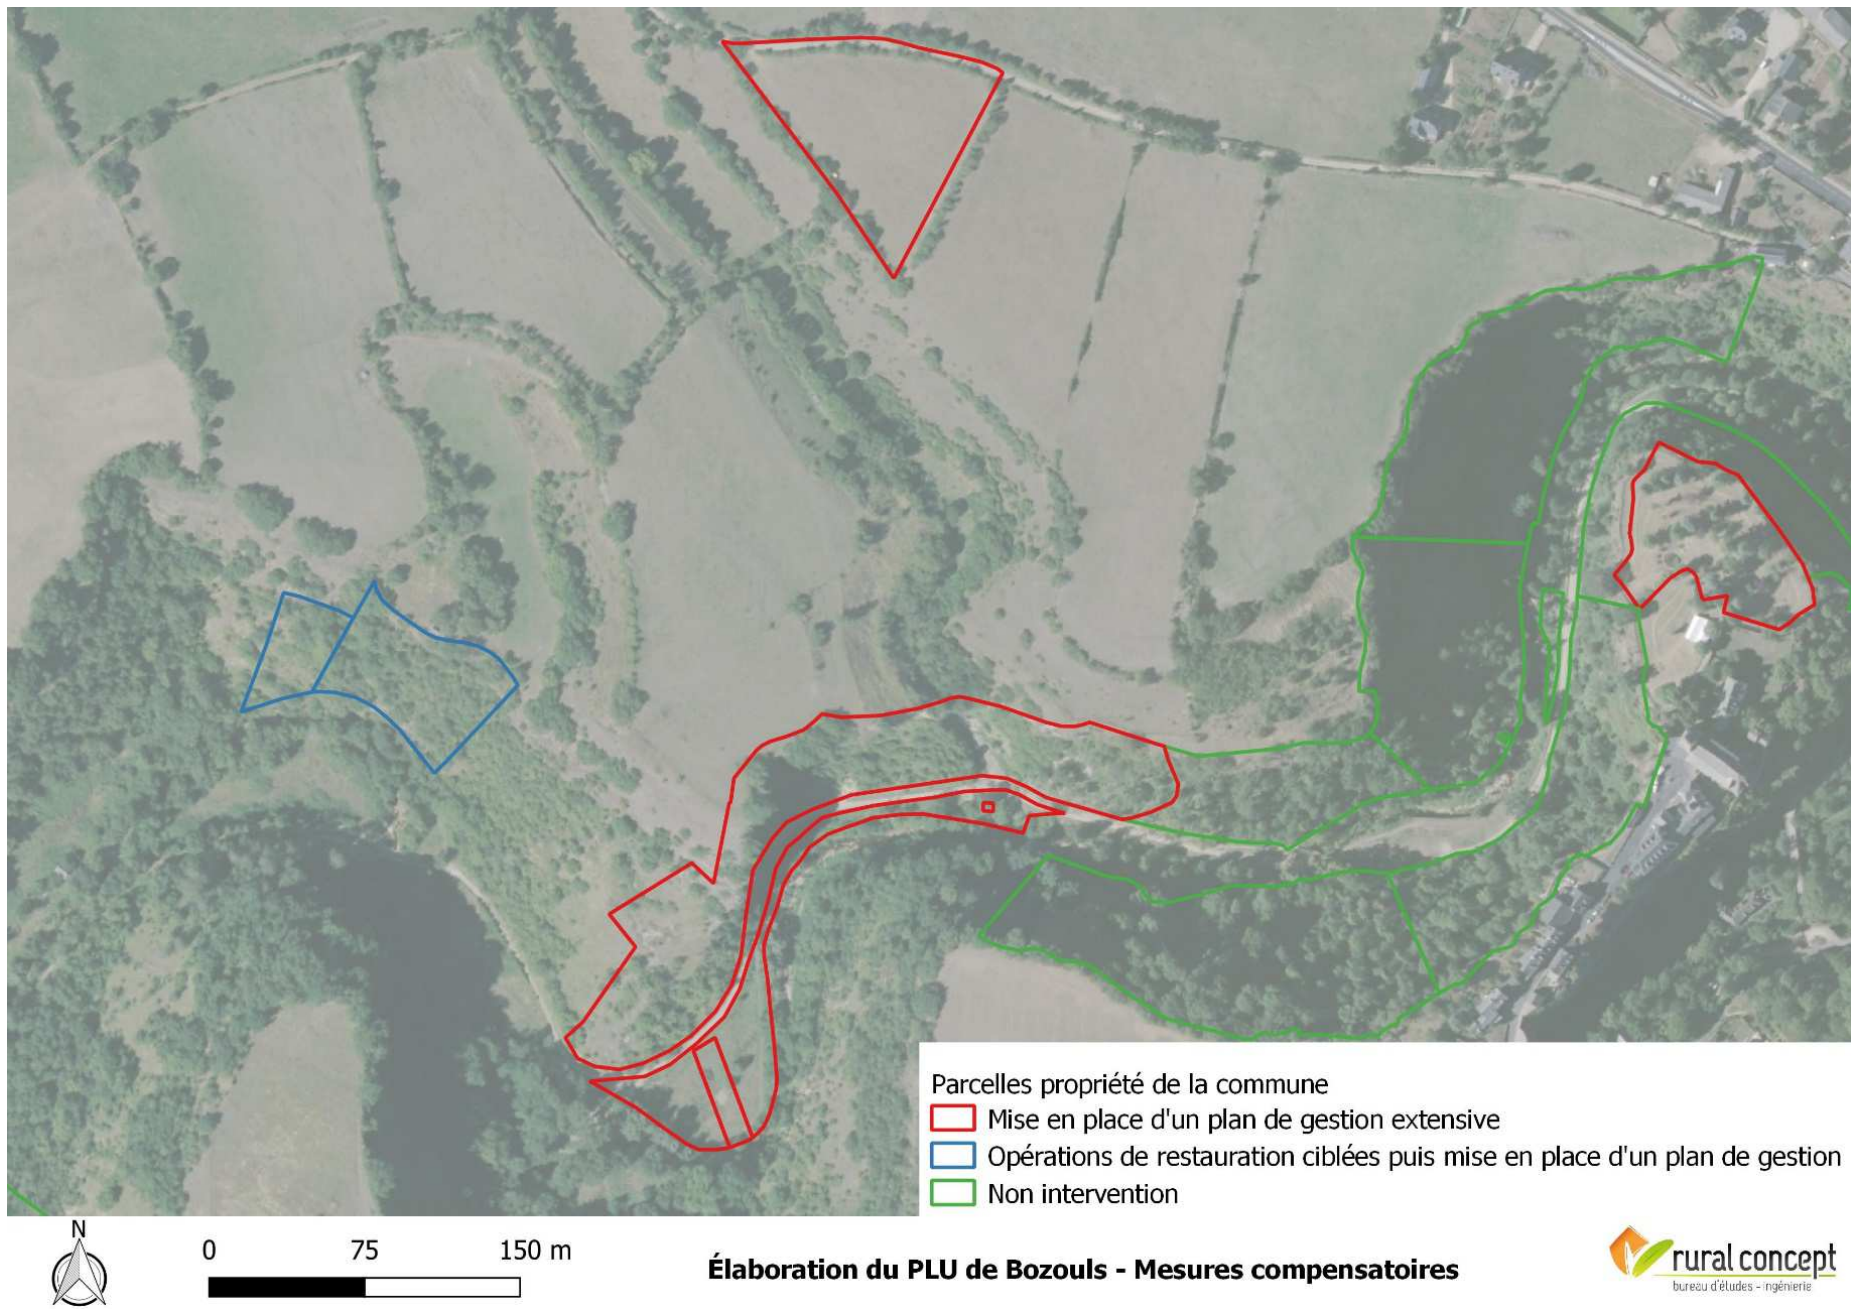 Parcelles propriété de la commune
Mise en place d'un plan de gestion extensive
Opérations de restauration ciblées puis mise en place d'un plan de gestion
Non intervention
N
0 75 150 m
Élaboration du PLU de Bozouls - Mesures compensatoires
rural concept
bureau d'études - ingénierie